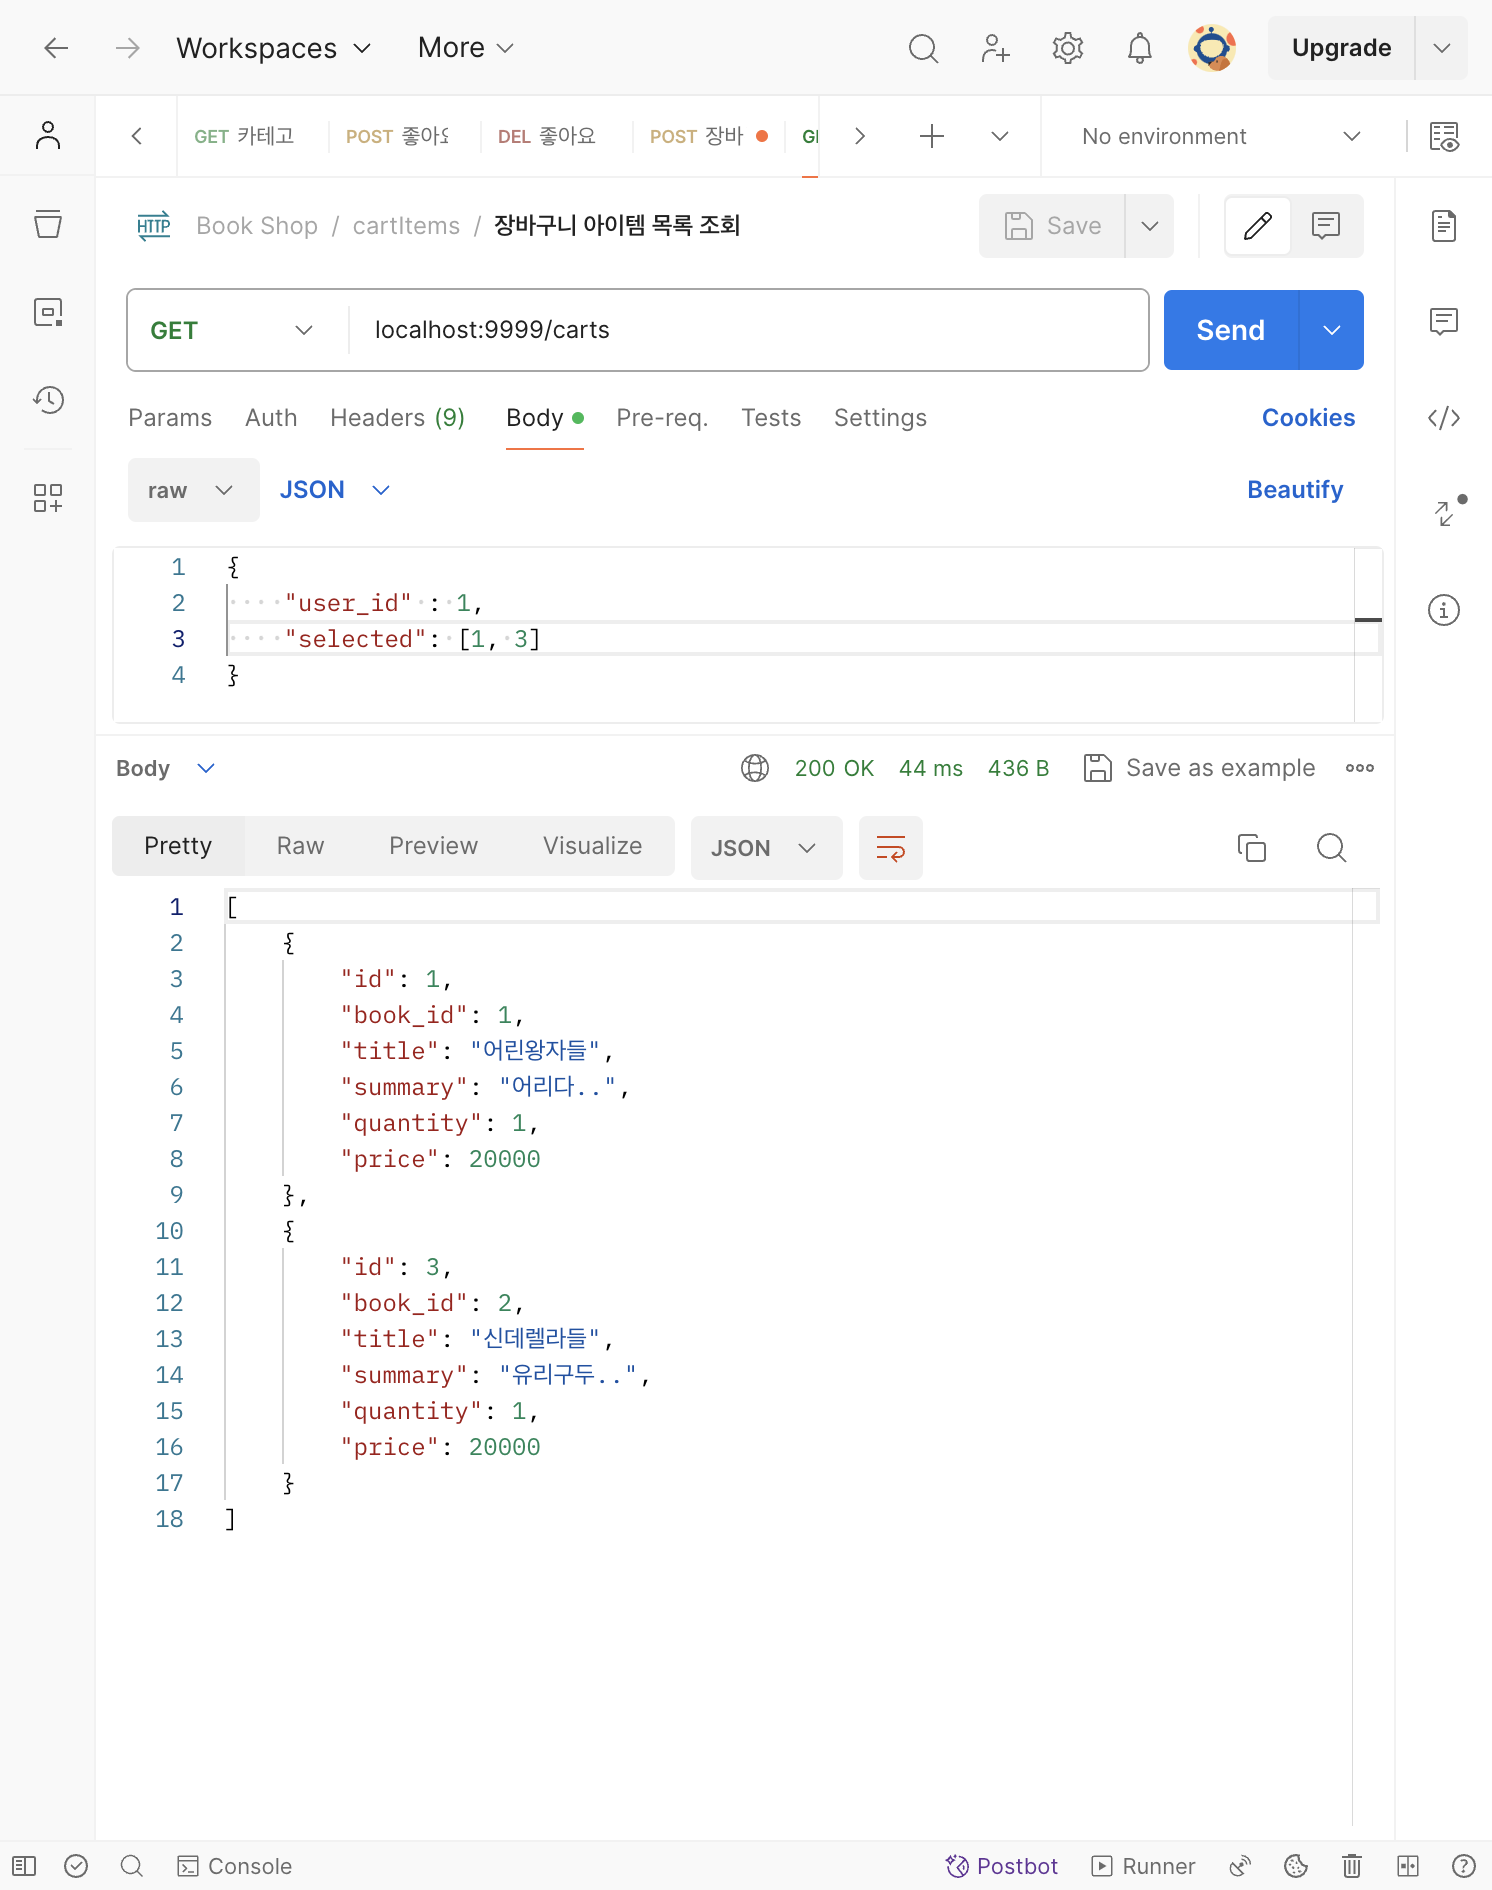 Workspaces More Upgrade
GET 카테고 POST 좋아 DEL 좋아요 POST 장바 No environment
HTTP Book Shop / cartItems / 장바구니 아이템 목록 조회 Save
GET localhost:9999/carts Send
Params Auth Headers (9) Body Pre-req. Tests Settings Cookies
raw JSON Beautify
1 {
2 "user_id" : 1,
3 "selected": [1, 3]
4 }
Body 200 OK 44 ms 436 B Save as example
Pretty Raw Preview Visualize JSON
1 [
2 {
3 "id": 1,
4 "book_id": 1,
5 "title": "어린왕자들",
6 "summary": "어리다..",
7 "quantity": 1,
8 "price": 20000
9 },
10 {
11 "id": 3,
12 "book_id": 2,
13 "title": "신데렐라들",
14 "summary": "유리구두..",
15 "quantity": 1,
16 "price": 20000
17 }
18 ]
Console Postbot Runner